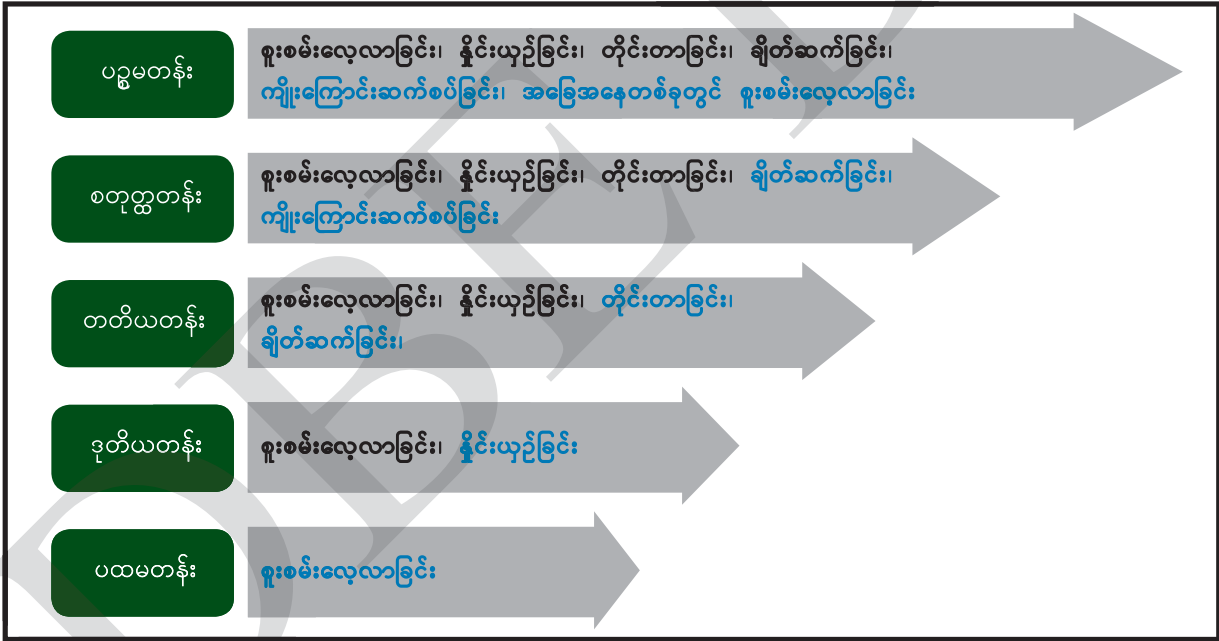 ပဉ္စမတန်း
စူးစမ်းလေ့လာခြင်း၊ နှိုင်းယှဉ်ခြင်း၊ တိုင်းတာခြင်း၊ ချိတ်ဆက်ခြင်း၊
ကျိုးကြောင်းဆက်စပ်ခြင်း၊ အခြေအနေတစ်ခုတွင် စူးစမ်းလေ့လာခြင်း
စတုတ္ထတန်း
စူးစမ်းလေ့လာခြင်း၊ နှိုင်းယှဉ်ခြင်း၊ တိုင်းတာခြင်း၊ ချိတ်ဆက်ခြင်း၊
ကျိုးကြောင်းဆက်စပ်ခြင်း
တတိယတန်း
စူးစမ်းလေ့လာခြင်း၊ နှိုင်းယှဉ်ခြင်း၊ တိုင်းတာခြင်း၊
ချိတ်ဆက်ခြင်း၊
ဒုတိယတန်း
စူးစမ်းလေ့လာခြင်း၊ နှိုင်းယှဉ်ခြင်း
ပထမတန်း
စူးစမ်းလေ့လာခြင်း